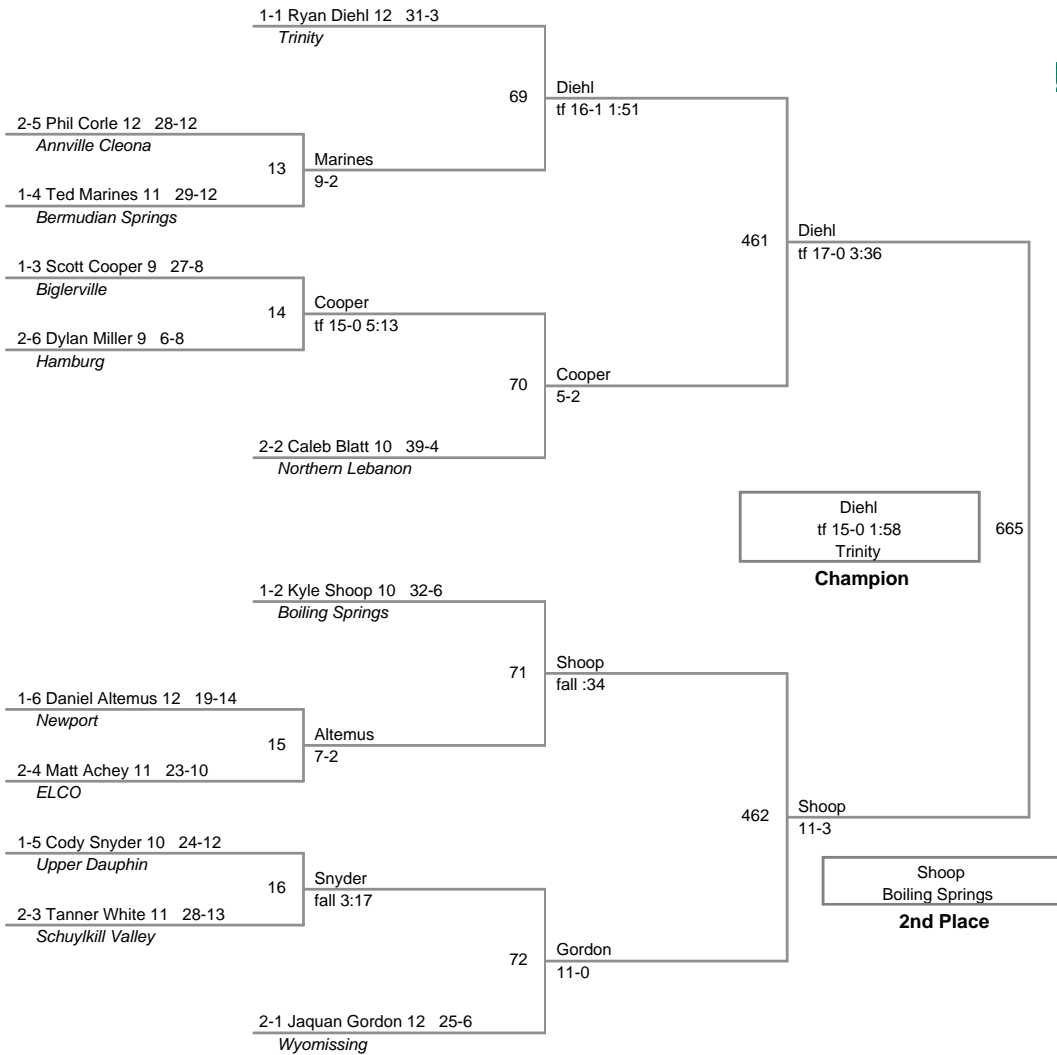 1-1 Ryan Diehl 12 31-3
Trinity
69
Diehl
tf 16-1 1:51
2-5 Phil Corle 12 28-12
Annville Cleona
13
Marines
9-2
1-4 Ted Marines 11 29-12
Bermudian Springs
461
Diehl
tf 17-0 3:36
1-3 Scott Cooper 9 27-8
Biglerville
14
Cooper
tf 15-0 5:13
2-6 Dylan Miller 9 6-8
Hamburg
70
Cooper
5-2
2-2 Caleb Blatt 10 39-4
Northern Lebanon
Diehl
tf 15-0 1:58
Trinity
Champion
665
1-2 Kyle Shoop 10 32-6
Boiling Springs
71
Shoop
fall :34
1-6 Daniel Altemus 12 19-14
Newport
15
Altemus
7-2
2-4 Matt Achey 11 23-10
ELCO
462
Shoop
11-3
1-5 Cody Snyder 10 24-12
Upper Dauphin
16
Snyder
fall 3:17
2-3 Tanner White 11 28-13
Schuylkill Valley
Shoop
Boiling Springs
2nd Place
72
Gordon
11-0
2-1 Jaquan Gordon 12 25-6
Wyomissing